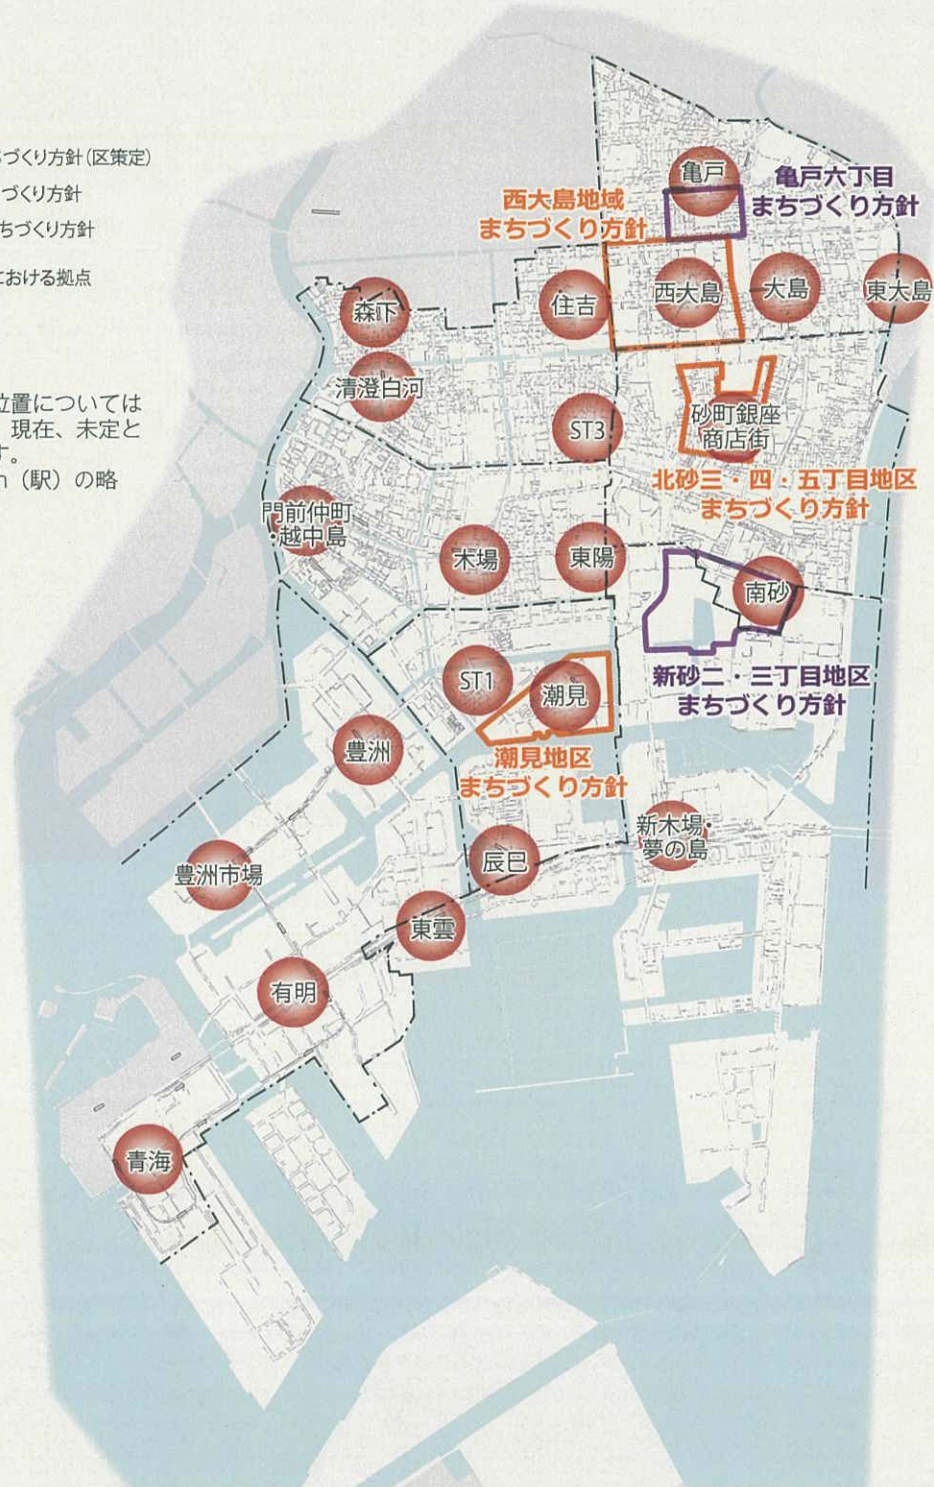 づくり方針(区策定)
づくり方針
ちづくり方針
における拠点
位置については
現在、未定と
す。
n（駅）の略
亀戸
亀戸六丁目
まちづくり方針
西大島地域
まちづくり方針
森下
住吉
西大島
大島
東大島
清澄白河
ST3
砂町銀座
商店街
北砂三・四・五丁目地区
まちづくり方針
門前仲町
・越中島
木場
東陽
南砂
新砂二・三丁目地区
まちづくり方針
ST1
潮見
潮見地区
まちづくり方針
豊洲
新木場・
夢の島
辰巳
豊洲市場
東雲
有明
青海